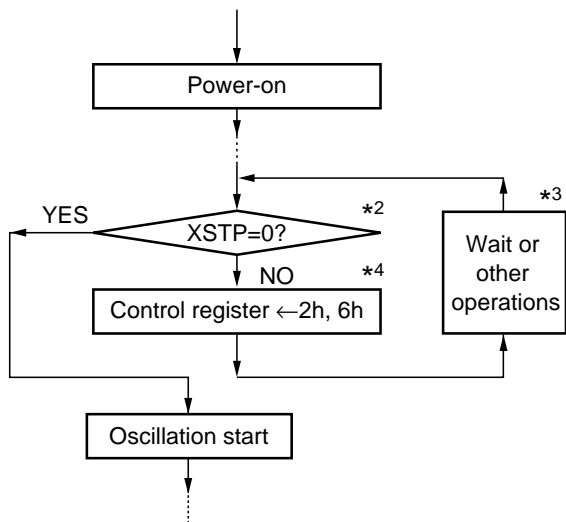 Power-on
YES
XSTP=0?
*2
NO
*4
Control register ←2h, 6h
*3
Wait or
other
operations
Oscillation start